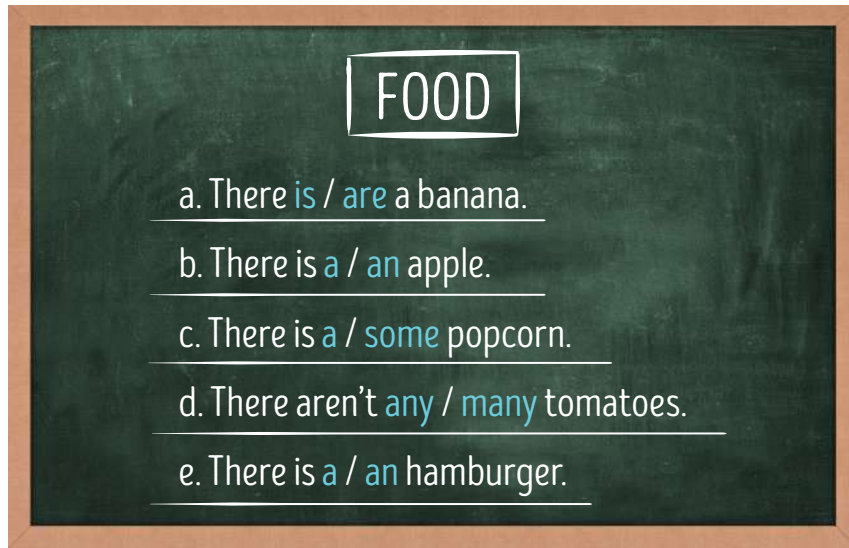 FOOD
a. There is / are a banana.
b. There is a / an apple.
c. There is a / some popcorn.
d. There aren’t any / many tomatoes.
e. There is a / an hamburger.